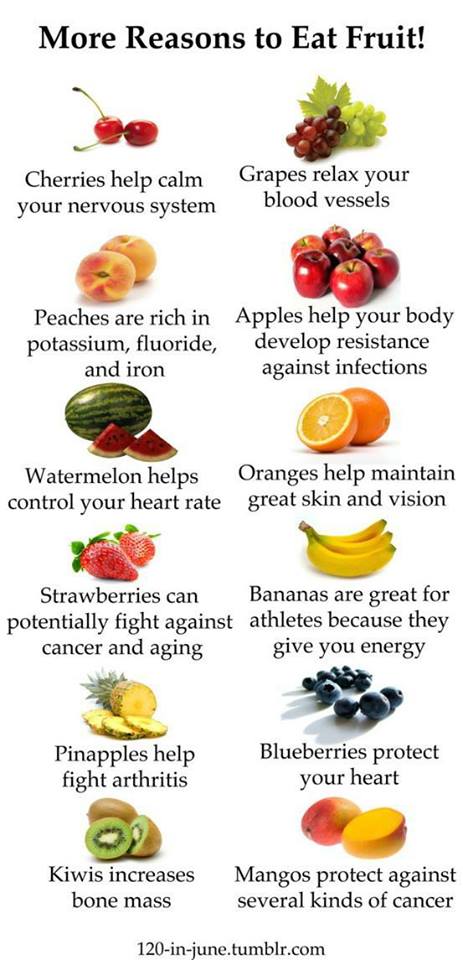 More Reasons to Eat Fruit!
Cherries help calm
your nervous system
Grapes relax your
blood vessels
Peaches are rich in
potassium, fluoride,
and iron
Apples help your body
develop resistance
against infections
Watermelon helps
control your heart rate
Oranges help maintain
great skin and vision
Strawberries can
potentially fight against
cancer and aging
Bananas are great for
athletes because they
give you energy
Pinapples help
fight arthritis
Blueberries protect
your heart
Kiwis increases
bone mass
Mangos protect against
several kinds of cancer
120-in-june.tumblr.com